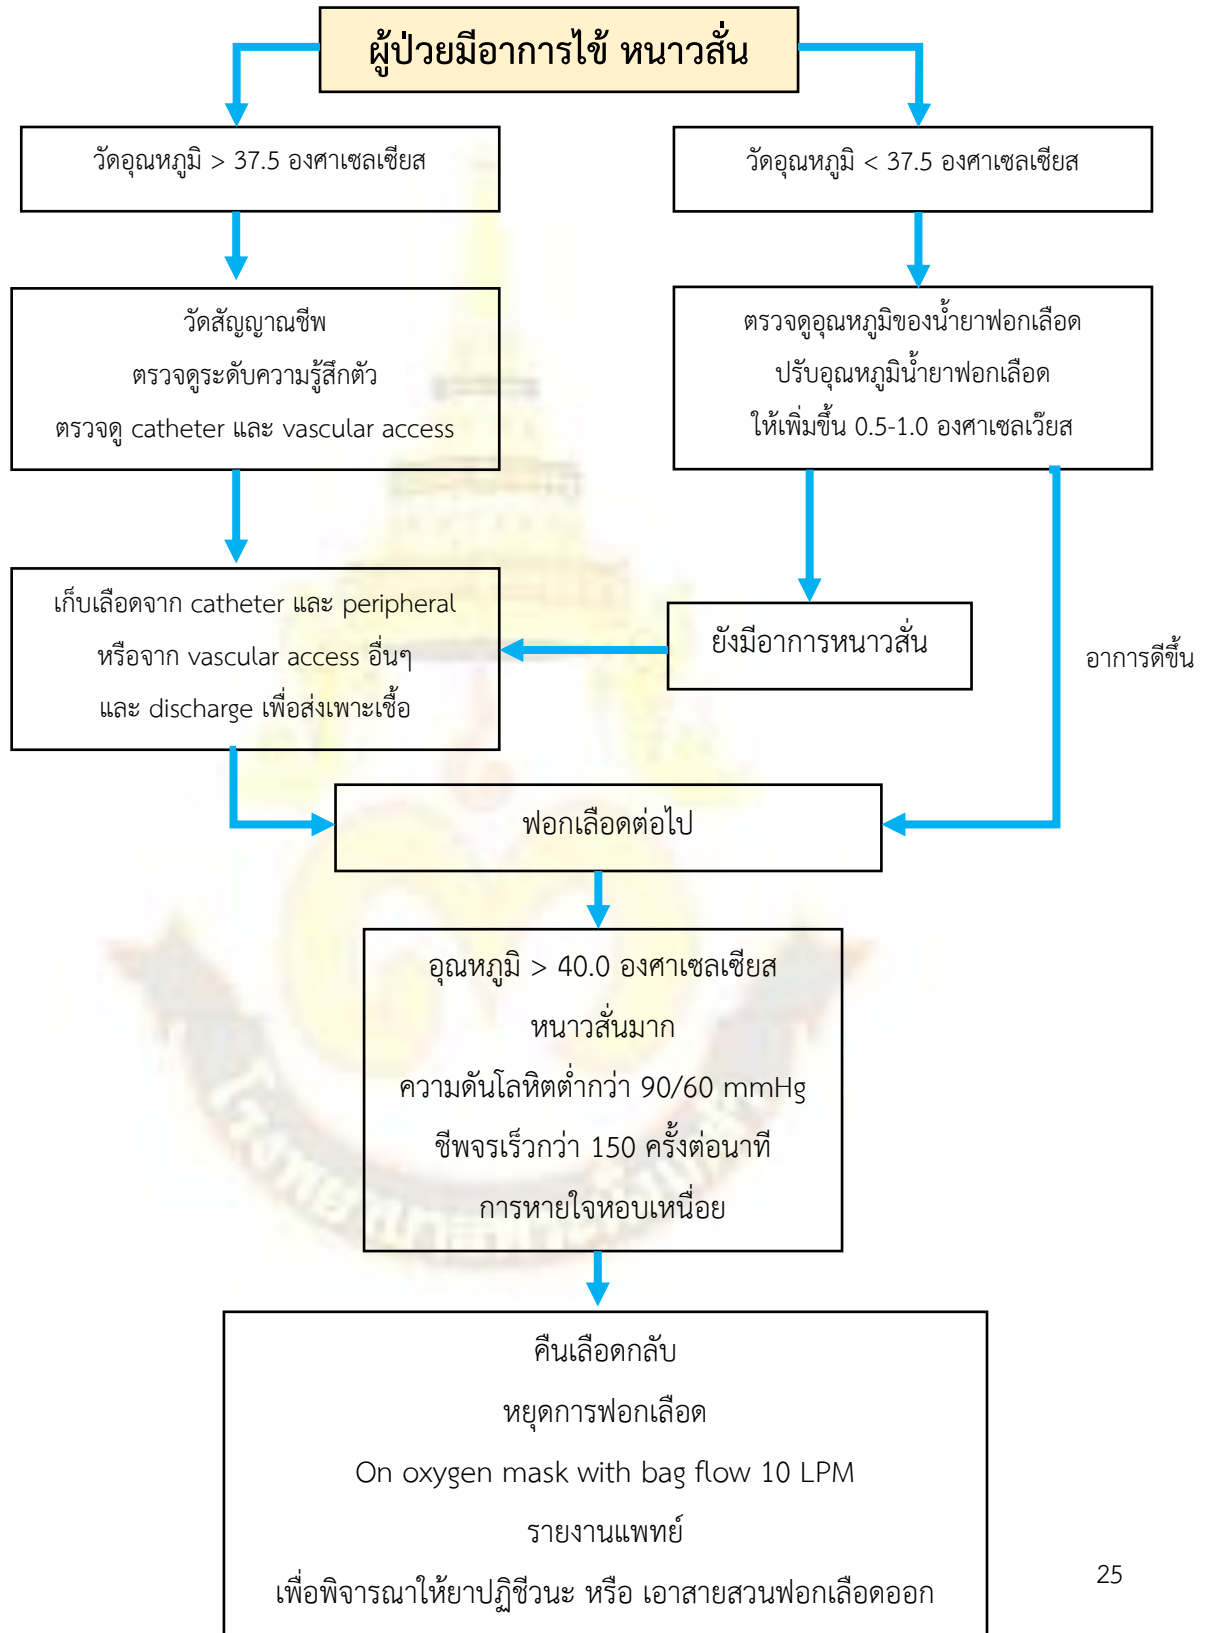 ผู้ป่วยมีอาการไข้ หนาวสั่น
วัดอุณหภูมิ > 37.5 องศาเซลเซียส
วัดอุณหภูมิ < 37.5 องศาเซลเซียส
วัดสัญญาณชีพ
ตรวจดูระดับความรู้สึกตัว
ตรวจดู catheter และ vascular access
ตรวจดูอุณหภูมิของน้ำยาฟอกเลือด
ปรับอุณหภูมิน้ำยาฟอกเลือด
ให้เพิ่มขึ้น 0.5-1.0 องศาเซลเวียส
เก็บเลือดจาก catheter และ peripheral
หรือจาก vascular access อื่นๆ
และ discharge เพื่อส่งเพาะเชื้อ
ยังมีอาการหนาวสั่น
อาการดีขึ้น
ฟอกเลือดต่อไป
อุณหภูมิ > 40.0 องศาเซลเซียส
หนาวสั่นมาก
ความดันโลหิตต่ำกว่า 90/60 mmHg
ชีพจรเร็วกว่า 150 ครั้งต่อนาที
การหายใจหอบเหนื่อย
คืนเลือดกลับ
หยุดการฟอกเลือด
On oxygen mask with bag flow 10 LPM
รายงานแพทย์
เพื่อพิจารณาให้ยาปฏิชีวนะ หรือ เอาสายสวนฟอกเลือดออก
25